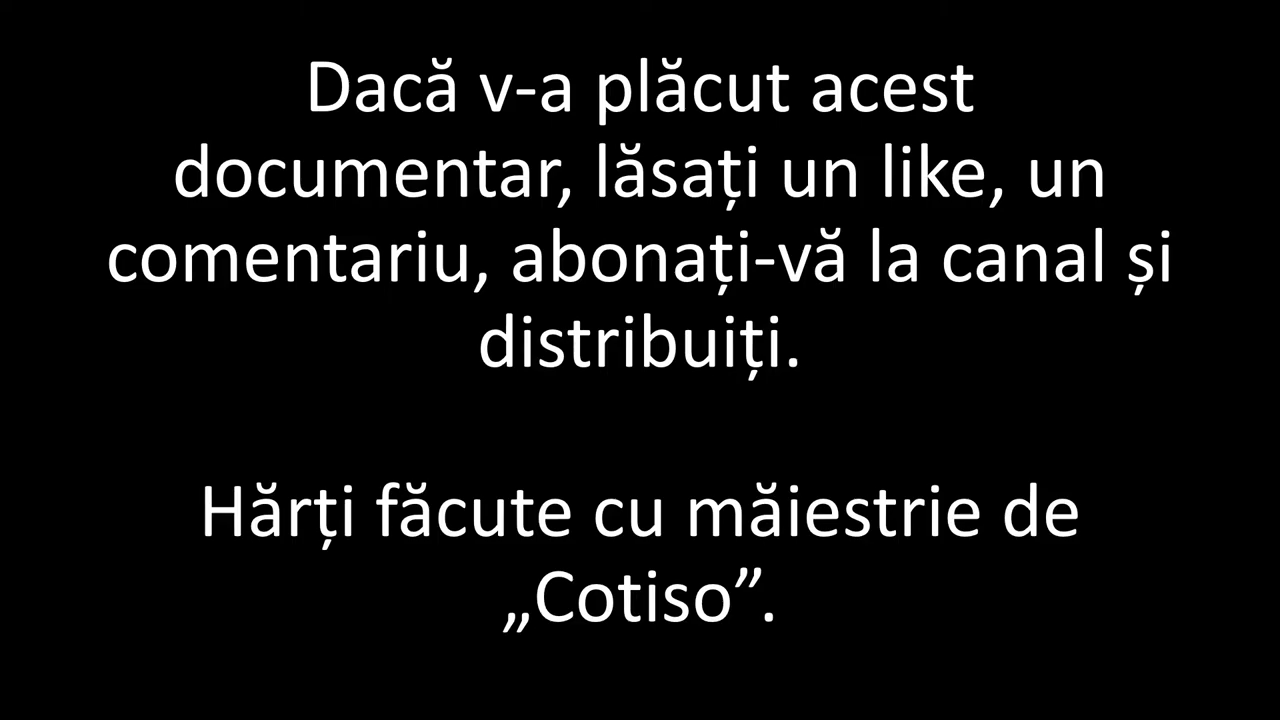 Dacă v-a plăcut acest
documentar, lăsați un like, un
comentariu, abonați-vă la canal și
distribuiți.
Hărți făcute cu măiestrie de
„Cotiso”.